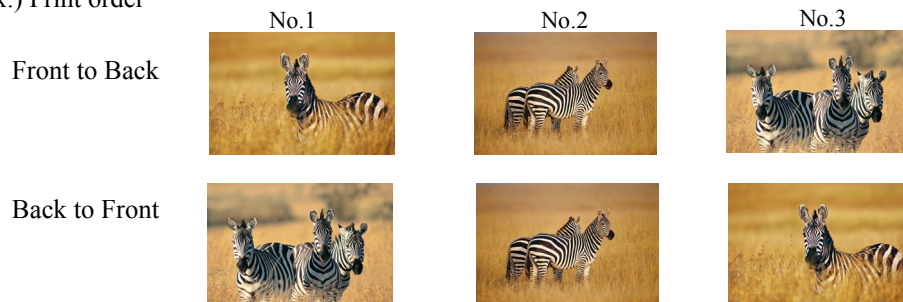 Print order
No.1 No.2 No.3
Front to Back
Back to Front